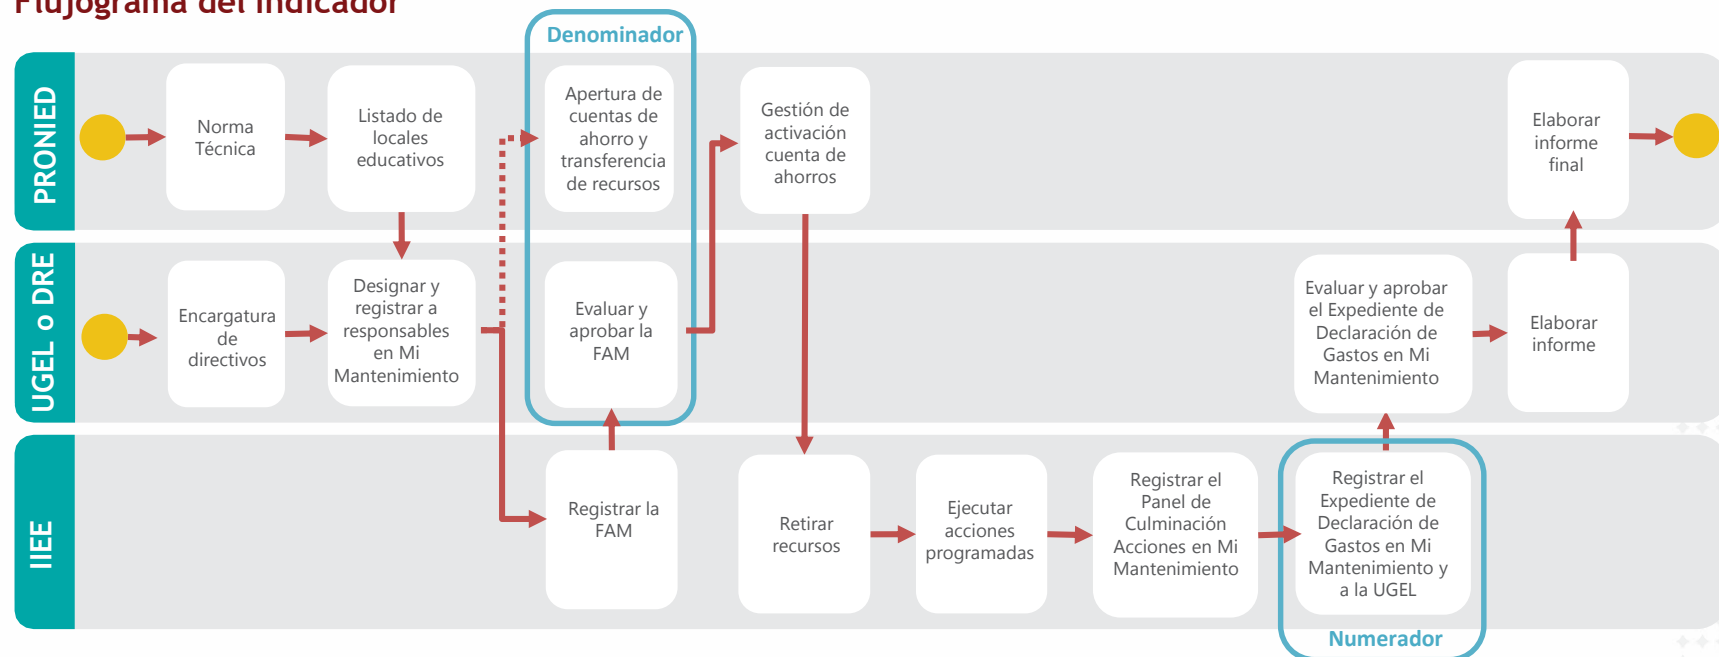 Flujograma del indicador
Denominador
PRONIED
Norma
Técnica
Listado de
locales
educativos
Apertura de
cuentas de
ahorro y
transferencia
de recursos
Gestión de
activación
cuenta de
ahorros
Elaborar
informe
final
UGEL o DRE
Encargatura
de
directivos
Designar y
registrar a
responsables
en Mi
Mantenimiento
Evaluar y
aprobar la
FAM
Evaluar y aprobar
el Expediente de
Declaración de
Gastos en Mi
Mantenimiento
Elaborar
informe
IIEE
Registrar la
FAM
Retirar
recursos
Ejecutar
acciones
programadas
Registrar el
Panel de
Culminación
Acciones en Mi
Mantenimiento
Registrar el
Expediente de
Declaración de
Gastos en Mi
Mantenimiento y
a la UGEL
Numerador